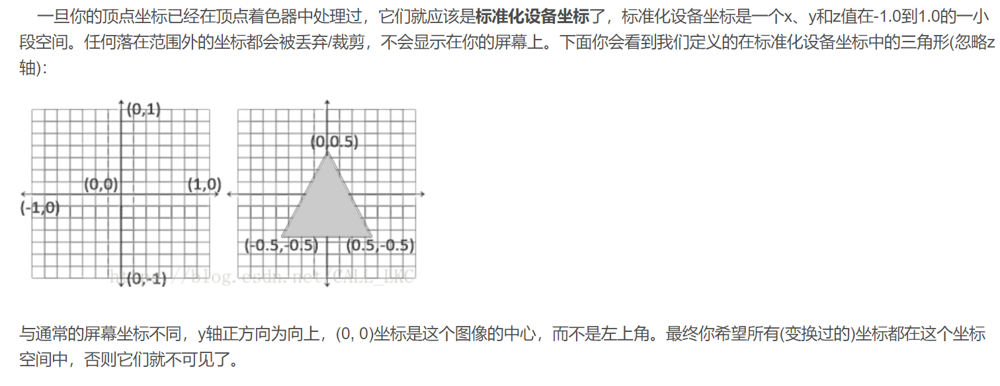 一旦你的顶点坐标已经在顶点着色器中处理过，它们就应该是标准化设备坐标了，标准化设备坐标是一个x、y和z值在-1.0到1.0的一小
段空间。任何落在范围外的坐标都会被丢弃/裁剪，不会显示在你的屏幕上。下面你会看到我们定义的在标准化设备坐标中的三角形(忽略z
轴)：
(0,1)
(0,0)
(1,0)
(-1,0)
(0,-1)
(0,0.5)
(-0.5,-0.5)
(0.5,-0.5)
https://blog.csdn.net/CALL_LKC
与通常的屏幕坐标不同，y轴正方向为向上，(0, 0)坐标是这个图像的中心，而不是左上角。最终你希望所有(变换过的)坐标都在这个坐标
空间中，否则它们就不可见了。